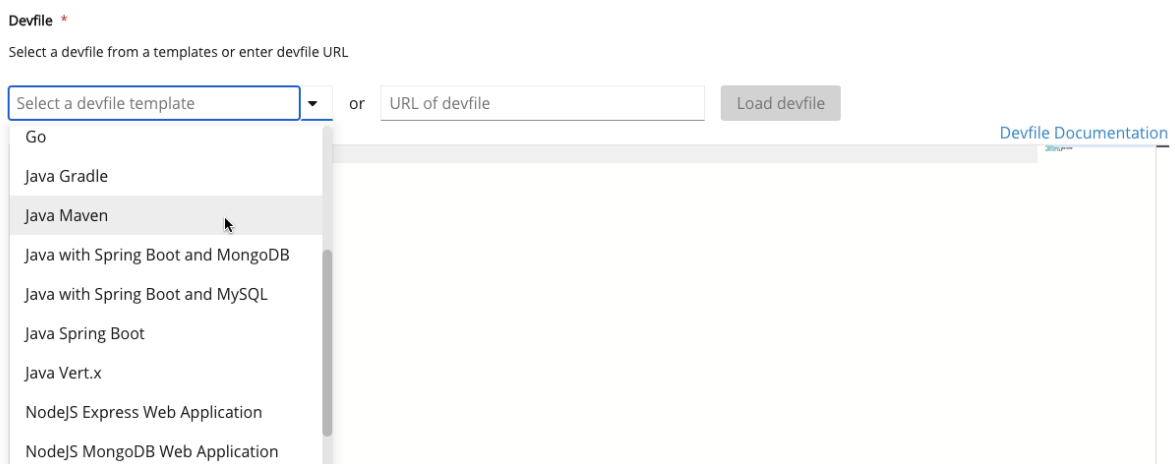 Devfile *
Select a devfile from a templates or enter devfile URL
Select a devfile template or URL of devfile Load devfile
Devfile Documentation
Go
Java Gradle
Java Maven
Java with Spring Boot and MongoDB
Java with Spring Boot and MySQL
Java Spring Boot
Java Vert.x
NodeJS Express Web Application
NodeJS MongoDB Web Application